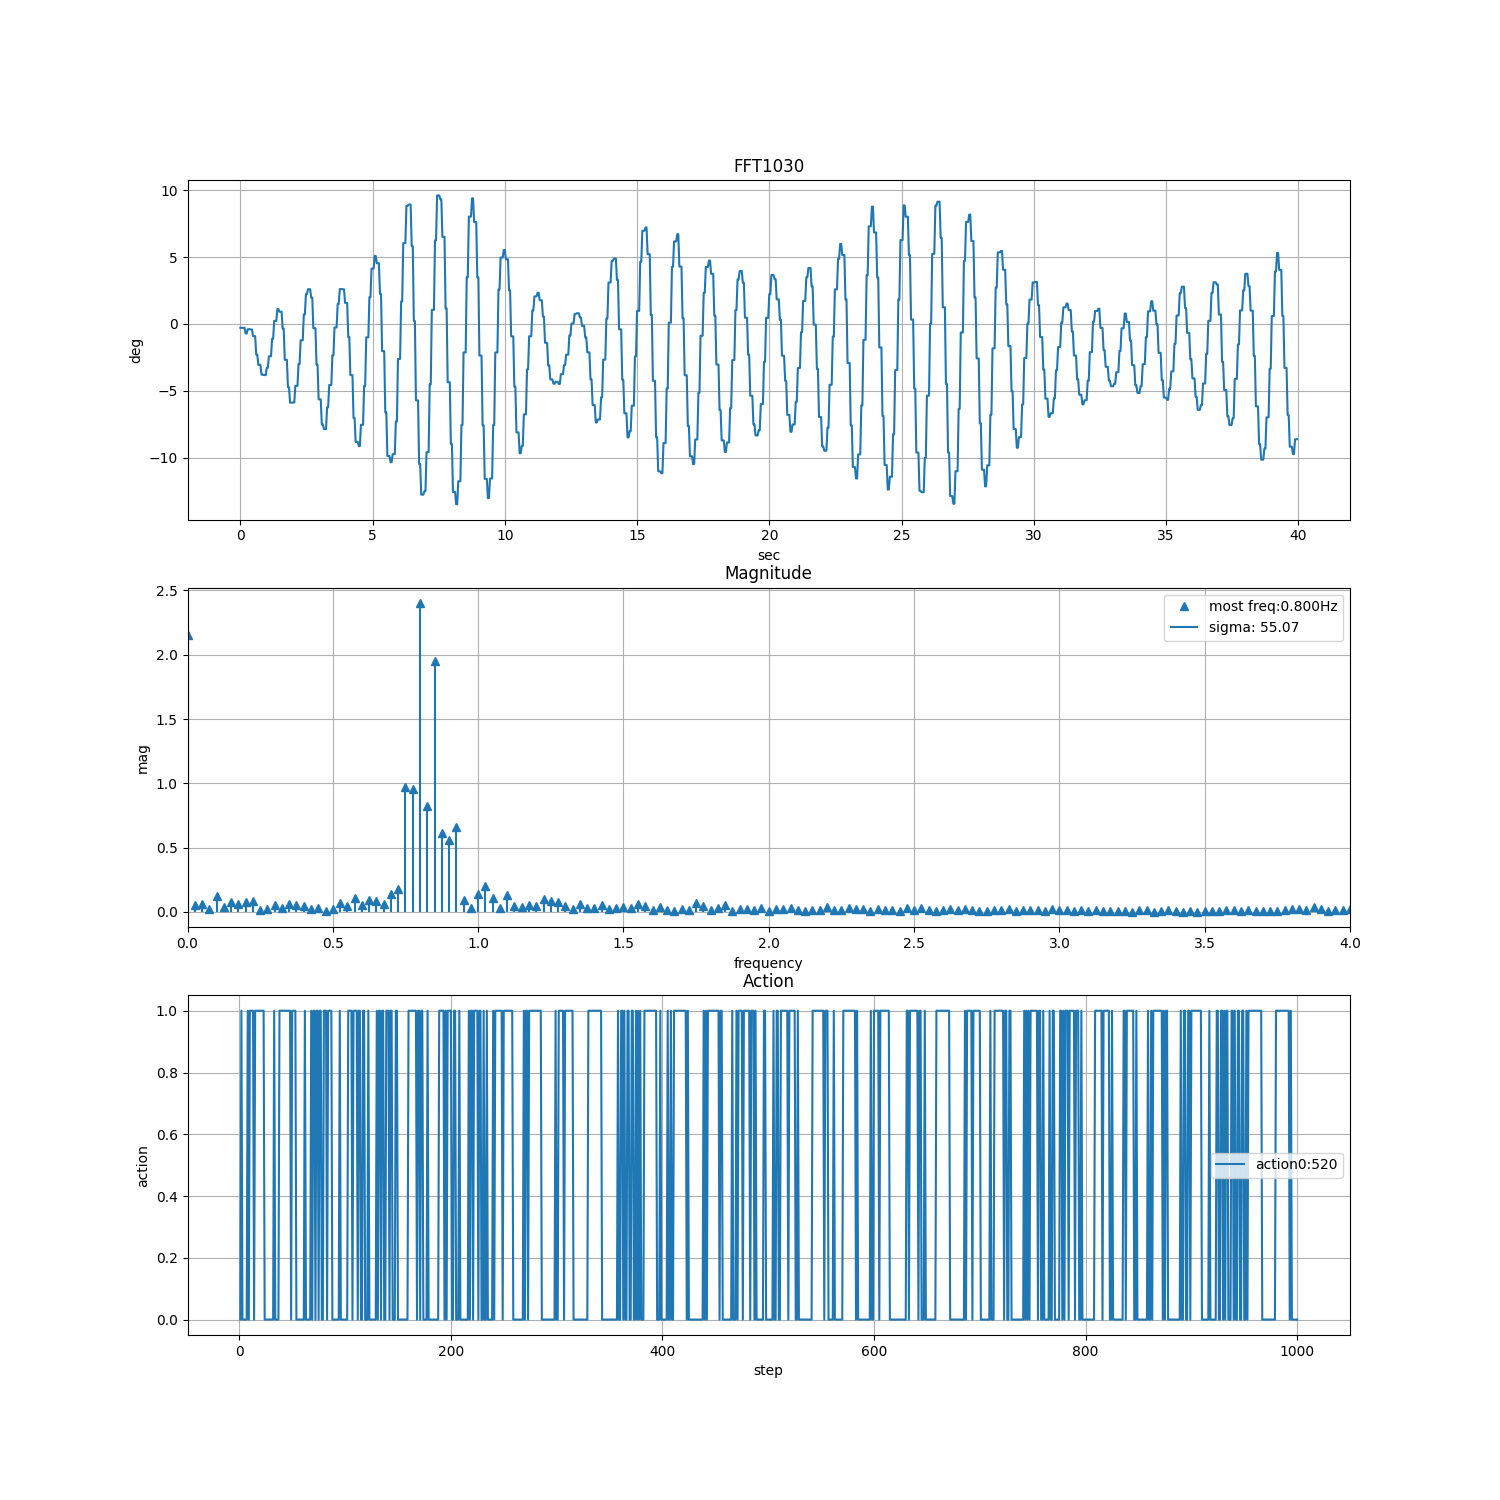 FFT1030
10
5
0
−5
−10
deg
0 5 10 15 20 25 30 35 40
sec
Magnitude
2.5
2.0
1.5
1.0
0.5
0.0
mag
most freq:0.800Hz
sigma: 55.07
0.0 0.5 1.0 1.5 2.0 2.5 3.0 3.5 4.0
frequency
Action
1.0
0.8
0.6
0.4
0.2
0.0
action
action0:520
0 200 400 600 800 1000
step